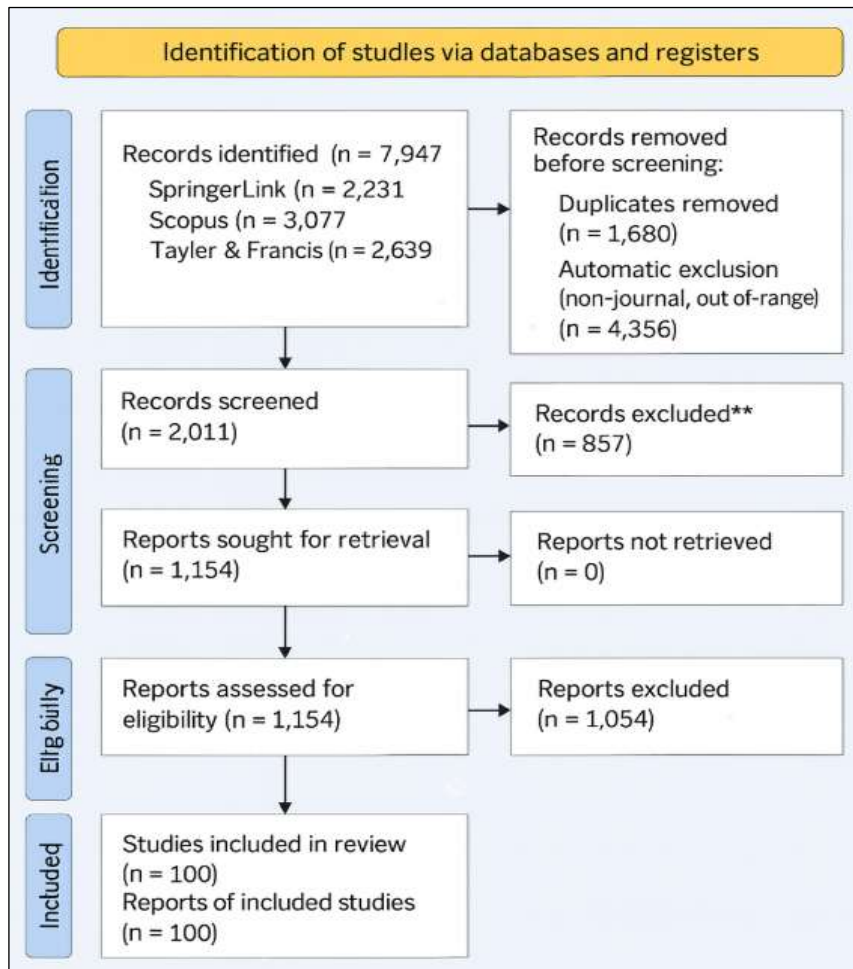 Identification of studles via databases and registers
Identification
Records identified (n = 7,947
SpringerLink (n = 2,231
Scopus (n = 3,077
Tayler & Francis (n = 2,639
Records removed
before screening:
Duplicates removed
(n = 1,680)
Automatic exclusion
(non-journal, out of-range)
(n = 4,356)
Screening
Records screened
(n = 2,011)
Records excluded**
(n = 857)
Reports sought for retrieval
(n = 1,154)
Reports not retrieved
(n = 0)
Eltg bully
Reports assessed for
eligibility (n = 1,154)
Reports excluded
(n = 1,054)
Included
Studies included in review
(n = 100)
Reports of included studies
(n = 100)